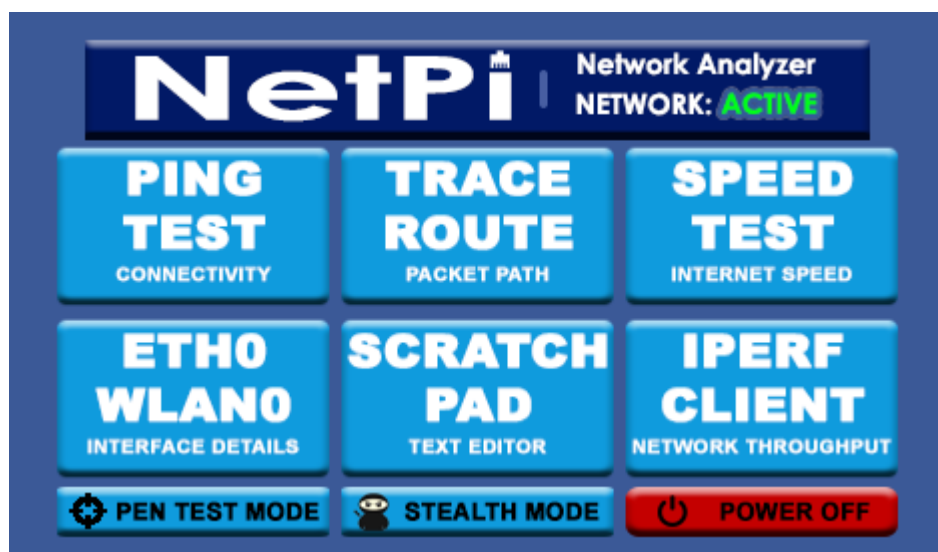 NetPi
Network Analyzer
NETWORK: ACTIVE
PING
TEST
CONNECTIVITY
TRACE
ROUTE
PACKET PATH
SPEED
TEST
INTERNET SPEED
ETH0
WLAN0
INTERFACE DETAILS
SCRATCH
PAD
TEXT EDITOR
IPERF
CLIENT
NETWORK THROUGHPUT
PEN TEST MODE
STEALTH MODE
POWER OFF